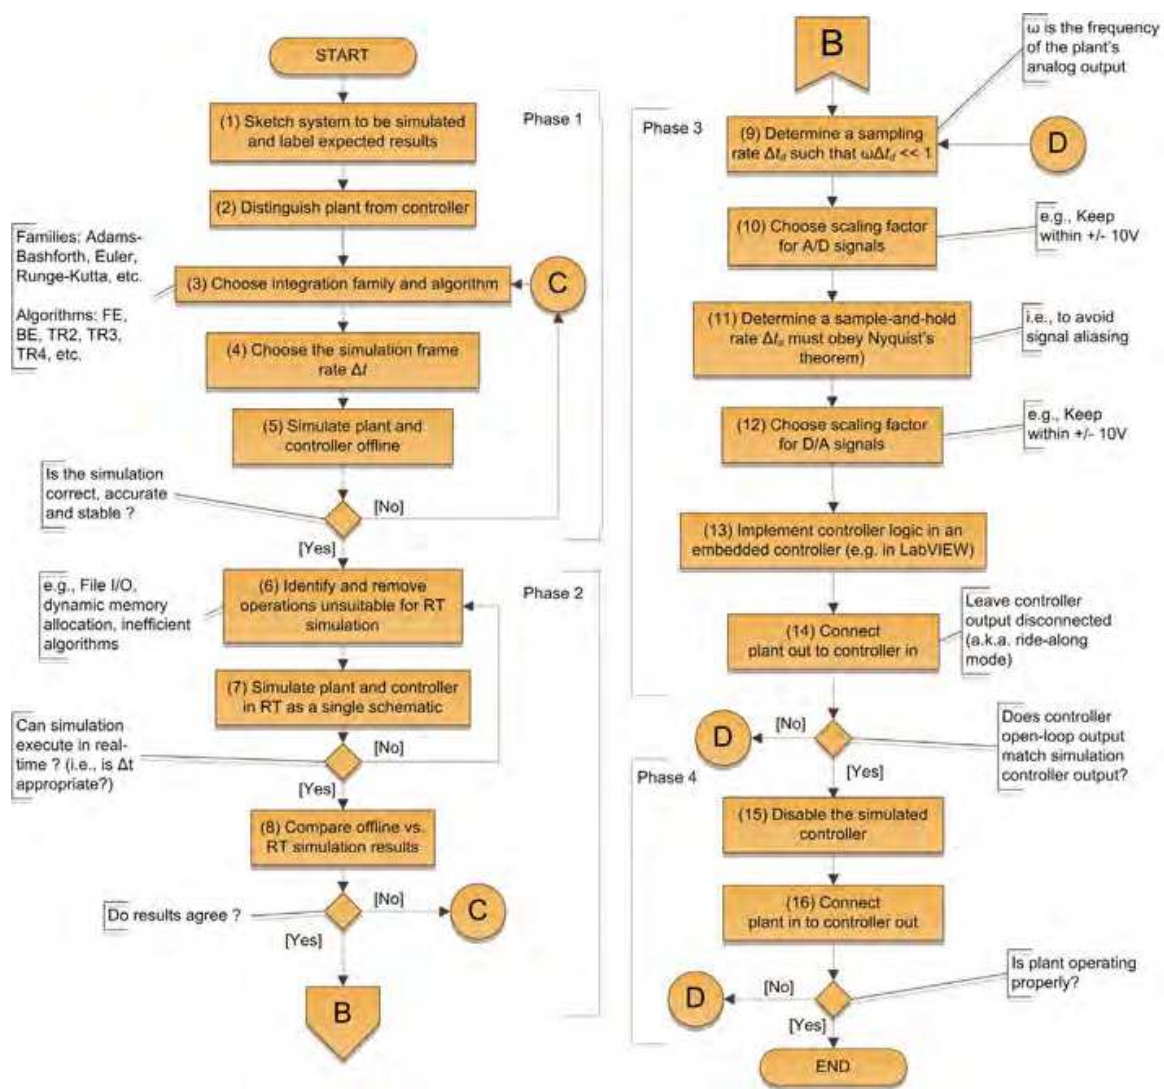 START
Phase 1
(1) Sketch system to be simulated
and label expected results
(2) Distinguish plant from controller
Families: Adams-
Bashforth, Euler,
Runge-Kutta, etc.
Algorithms: FE,
BE, TR2, TR3,
TR4, etc.
(3) Choose integration family and algorithm
C
(4) Choose the simulation frame
rate Δt
(5) Simulate plant and
controller offline
Is the simulation
correct, accurate
and stable ?
[No]
[Yes]
Phase 2
e.g., File I/O,
dynamic memory
allocation, inefficient
algorithms
(6) Identify and remove
operations unsuitable for RT
simulation
(7) Simulate plant and controller
in RT as a single schematic
Can simulation
execute in real-
time ? (i.e., is Δt
appropriate?)
[No]
[Yes]
(8) Compare offline vs.
RT simulation results
Do results agree ?
[No]
C
[Yes]
B
B
ω is the frequency
of the plant's
analog output
Phase 3
(9) Determine a sampling
rate Δtd such that ωΔtd << 1
D
(10) Choose scaling factor
for A/D signals
e.g., Keep
within +/- 10V
(11) Determine a sample-and-hold
rate Δta must obey Nyquist's
theorem)
i.e., to avoid
signal aliasing
(12) Choose scaling factor
for D/A signals
e.g., Keep
within +/- 10V
(13) Implement controller logic in an
embedded controller (e.g. in LabVIEW)
(14) Connect
plant out to controller in
Leave controller
output disconnected
(a.k.a. ride-along
mode)
D
[No]
[Yes]
Does controller
open-loop output
match simulation
controller output?
Phase 4
(15) Disable the simulated
controller
(16) Connect
plant in to controller out
D
[No]
[Yes]
Is plant operating
properly?
END